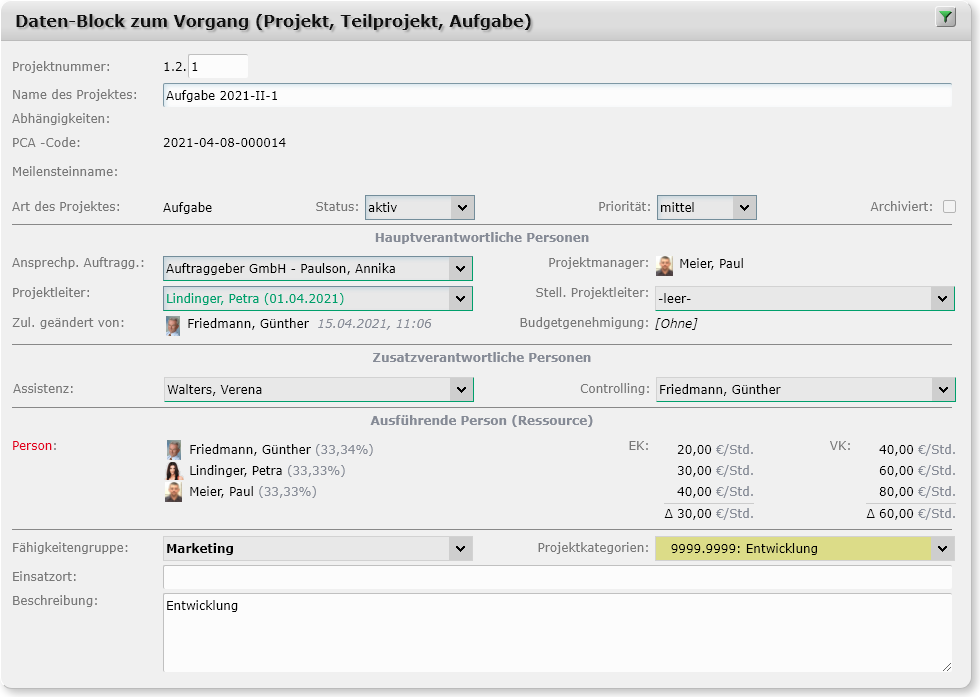 Daten-Block zum Vorgang (Projekt, Teilprojekt, Aufgabe)
Projektnummer: 1.2. 1
Name des Projektes: Aufgabe 2021-II-1
Abhängigkeiten:
PCA -Code: 2021-04-08-000014
Meilensteinname:
Art des Projektes: Aufgabe Status: aktiv Priorität: mittel Archiviert:
Hauptverantwortliche Personen
Ansprechp. Auftragg.: Auftraggeber GmbH - Paulson, Annika Projektmanager: Meier, Paul
Projektleiter: Lindinger, Petra (01.04.2021) Stell. Projektleiter: -leer-
Zul. geändert von: Friedmann, Günther 15.04.2021, 11:06 Budgetgenehmigung: [Ohne]
Zusatzverantwortliche Personen
Assistenz: Walters, Verena Controlling: Friedmann, Günther
Ausführende Person (Ressource)
Person: Friedmann, Günther (33,34%) EK: 20,00 €/Std. VK: 40,00 €/Std.
Lindinger, Petra (33,33%) 30,00 €/Std. 60,00 €/Std.
Meier, Paul (33,33%) 40,00 €/Std. 80,00 €/Std.
Δ 30,00 €/Std. Δ 60,00 €/Std.
Fähigkeitengruppe: Marketing Projektkategorien: 9999.9999: Entwicklung
Einsatzort:
Beschreibung: Entwicklung